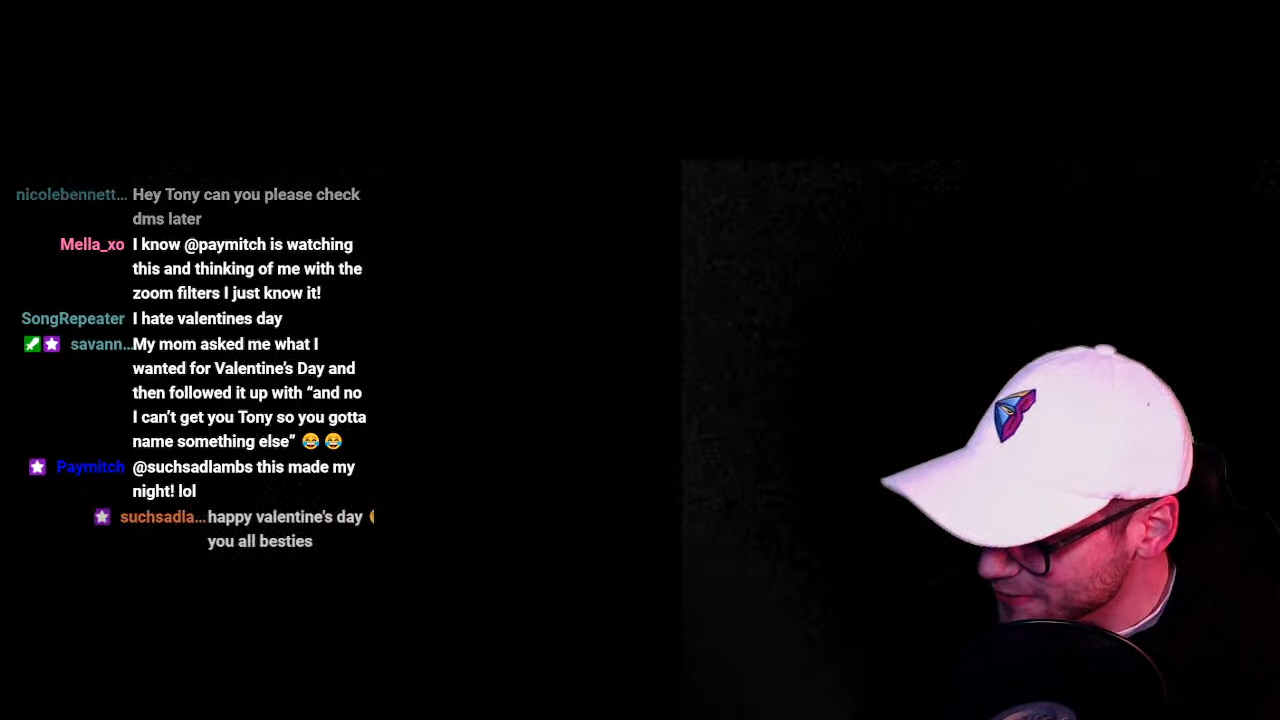 nicolebennett… Hey Tony can you please check
dms later
Mella_xo I know @paymitch is watching
this and thinking of me with the
zoom filters I just know it!
SongRepeater I hate valentines day
savann… My mom asked me what I
wanted for Valentine’s Day and
then followed it up with “and no
I can’t get you Tony so you gotta
name something else” 😂 😂
Paymitch @suchsadlambs this made my
night! lol
suchsadla… happy valentine's day
you all besties